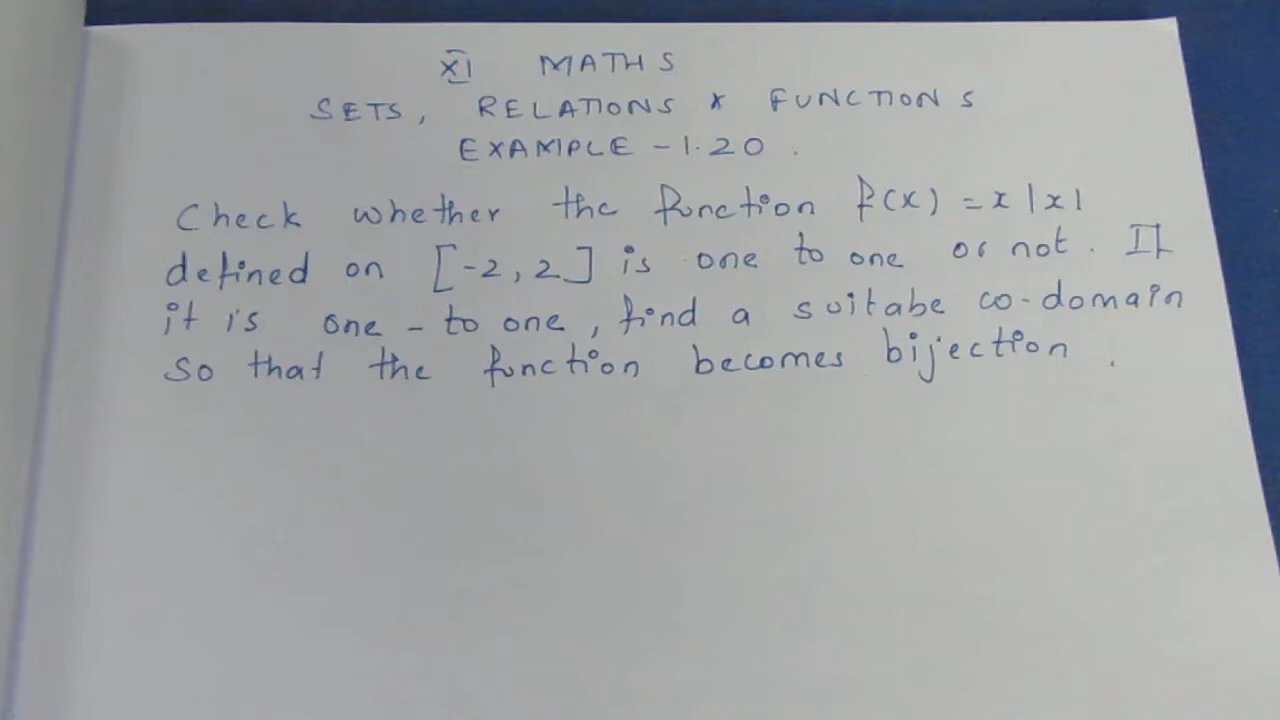 XI MATHS
SETS, RELATIONS & FUNCTIONS
EXAMPLE - 1.20.
Check whether the function f(x) = x|x|
defined on [-2, 2] is one to one or not. If
it is one - to one, find a suitabe co-domain
so that the function becomes bijection.